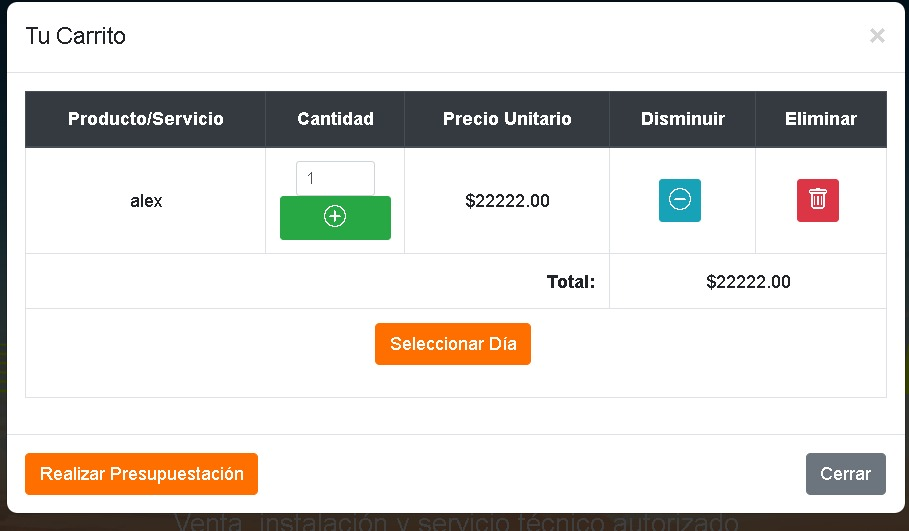 Tu Carrito
×
Producto/Servicio Cantidad Precio Unitario Disminuir Eliminar
1
alex $22222.00
Total: $22222.00
Seleccionar Día
Realizar Presupuestación Cerrar
Venta, instalación y servicio técnico autorizado